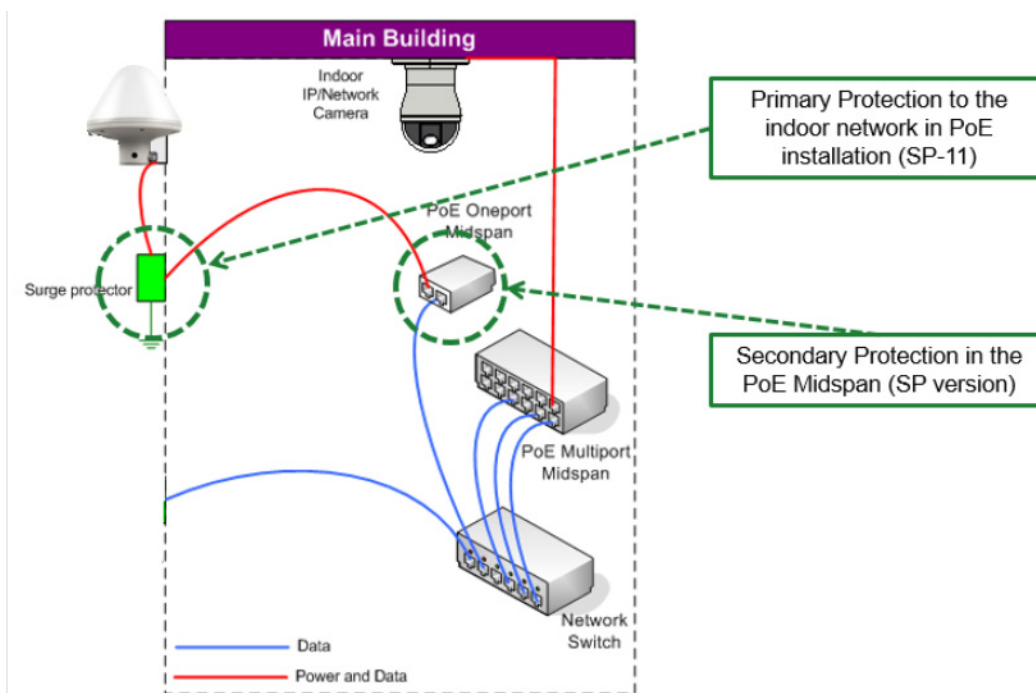 Main Building
Indoor
IP/Network
Camera
Primary Protection to the
indoor network in PoE
installation (SP-11)
PoE Oneport
Midspan
Surge protector
Secondary Protection in the
PoE Midspan (SP version)
PoE Multiport
Midspan
Network
Switch
Data
Power and Data